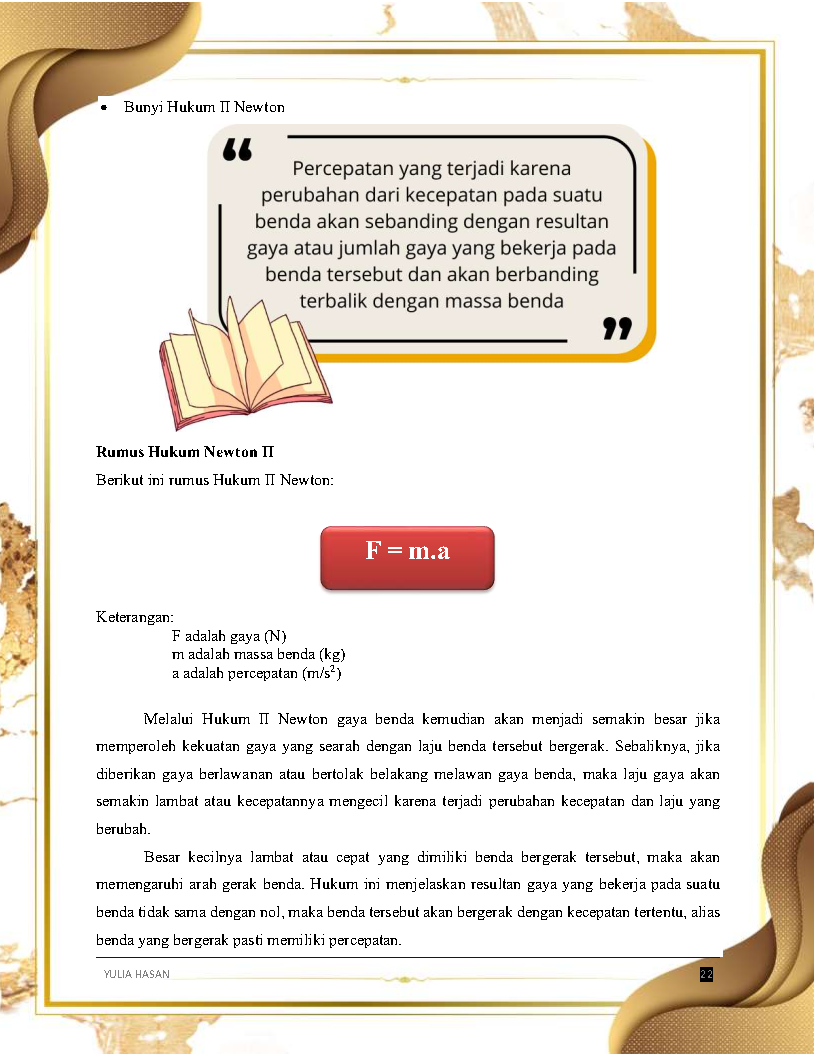 • Bunyi Hukum II Newton
“
Percepatan yang terjadi karena
perubahan dari kecepatan pada suatu
benda akan sebanding dengan resultan
gaya atau jumlah gaya yang bekerja pada
benda tersebut dan akan berbanding
terbalik dengan massa benda
”
Rumus Hukum Newton II
Berikut ini rumus Hukum II Newton:
F = m.a
Keterangan:
F adalah gaya (N)
m adalah massa benda (kg)
a adalah percepatan (m/s²)
Melalui Hukum II Newton gaya benda kemudian akan menjadi semakin besar jika
memperoleh kekuatan gaya yang searah dengan laju benda tersebut bergerak. Sebaliknya, jika
diberikan gaya berlawanan atau bertolak belakang melawan gaya benda, maka laju gaya akan
semakin lambat atau kecepatannya mengecil karena terjadi perubahan kecepatan dan laju yang
berubah.
Besar kecilnya lambat atau cepat yang dimiliki benda bergerak tersebut, maka akan
memengaruhi arah gerak benda. Hukum ini menjelaskan resultan gaya yang bekerja pada suatu
benda tidak sama dengan nol, maka benda tersebut akan bergerak dengan kecepatan tertentu, alias
benda yang bergerak pasti memiliki percepatan.
YULIA HASAN 22